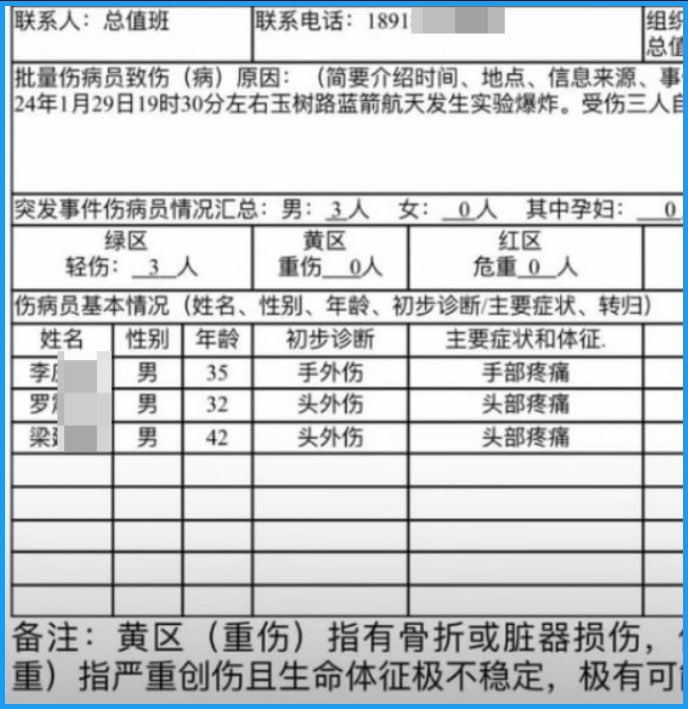 联系人：总值班 联系电话：1891 组织
总值
批量伤病员致伤（病）原因：（简要介绍时间、地点、信息来源、事
24年1月29日19时30分左右玉树路蓝箭航天发生实验爆炸。受伤三人自
突发事件伤病员情况汇总：男：3人 女：0人 其中孕妇：0
绿区 黄区 红区
轻伤：3人 重伤 0人 危重 0人
伤病员基本情况（姓名、性别、年龄、初步诊断/主要症状、转归）
姓名 性别 年龄 初步诊断 主要症状和体征.
李 男 35 手外伤 手部疼痛
罗 男 32 头外伤 头部疼痛
梁 男 42 头外伤 头部疼痛
备注：黄区（重伤）指有骨折或脏器损伤，
重）指严重创伤且生命体征极不稳定，极有可